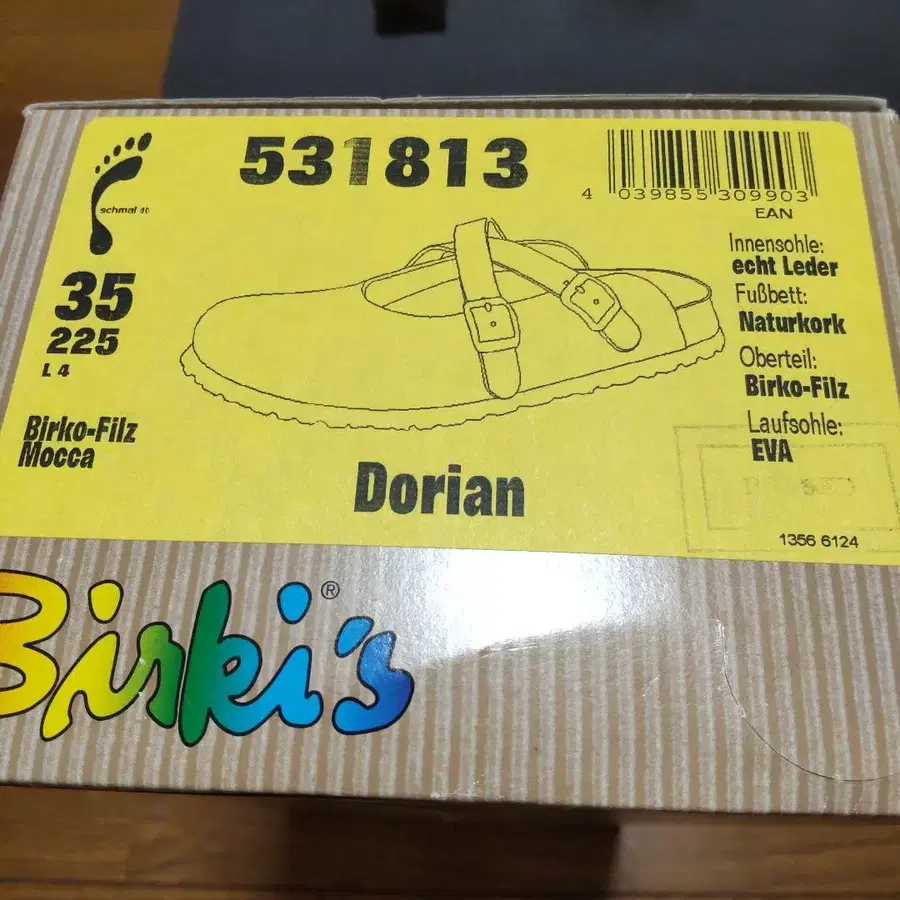 531813
4 039855 309903
EAN
schmal
35
225
L 4
Birko-Filz
Mocca
Innensohle:
echt Leder
Fußbett:
Naturkork
Oberteil:
Birko-Filz
Laufsohle:
EVA
Dorian
1356 6124
Birki's®